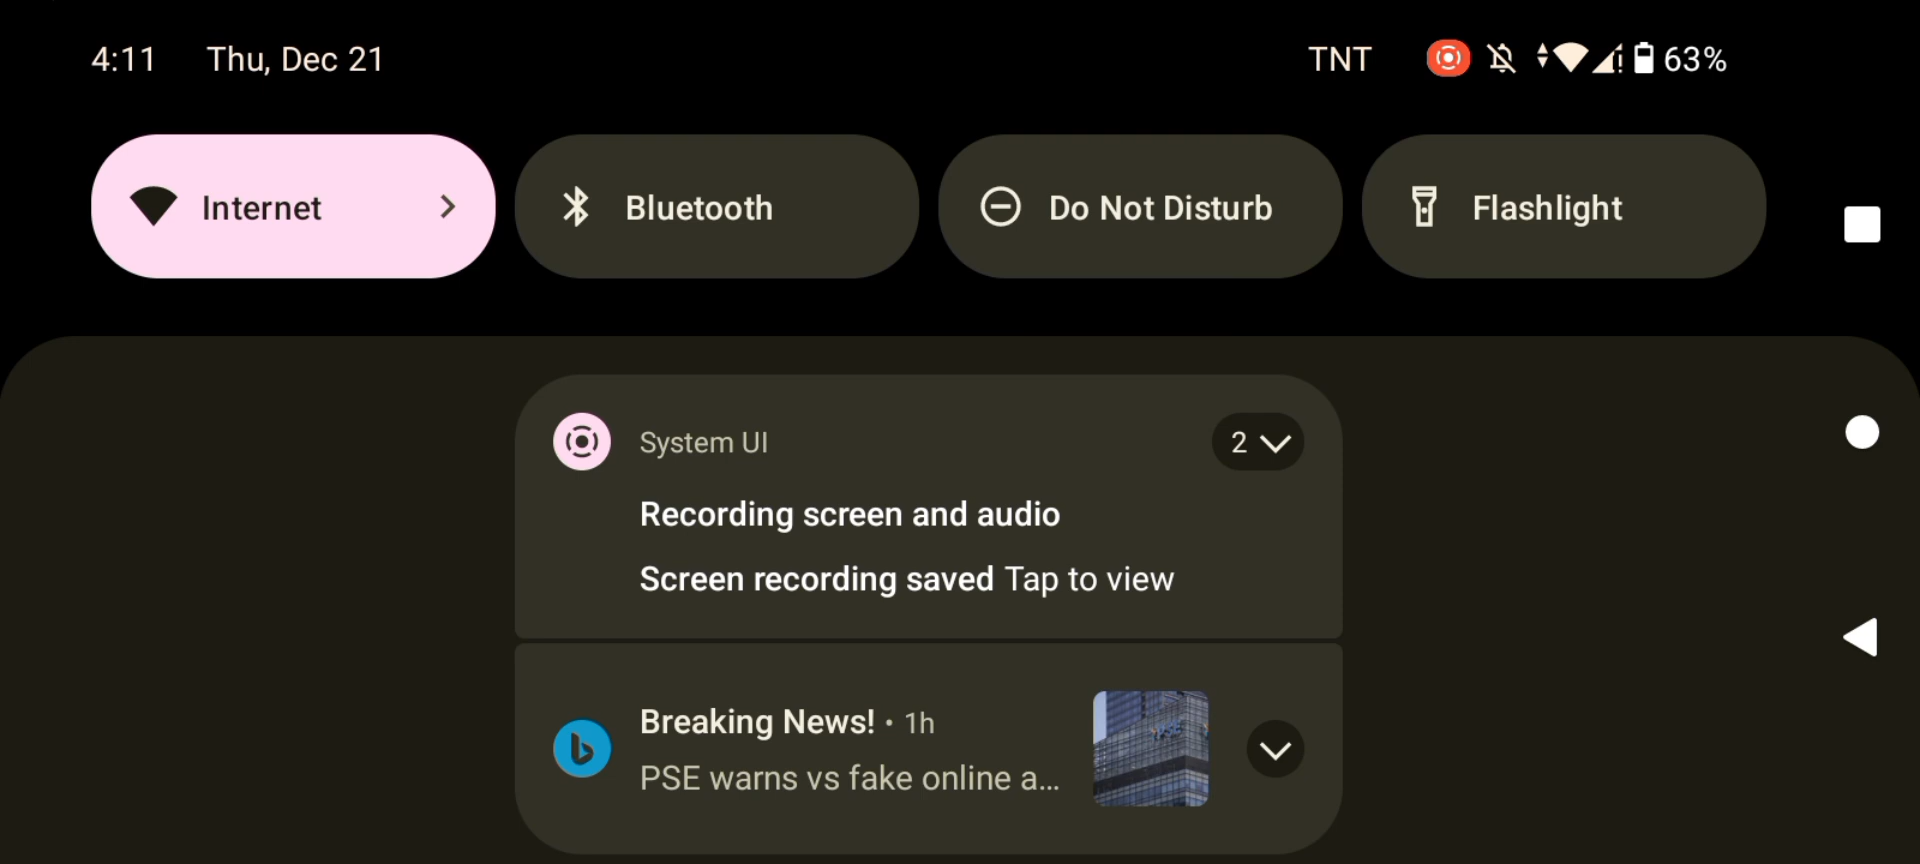 4:11 Thu, Dec 21 TNT 63%
Internet Bluetooth Do Not Disturb Flashlight
System UI 2
Recording screen and audio
Screen recording saved Tap to view
Breaking News! • 1h
PSE warns vs fake online a...
PSE